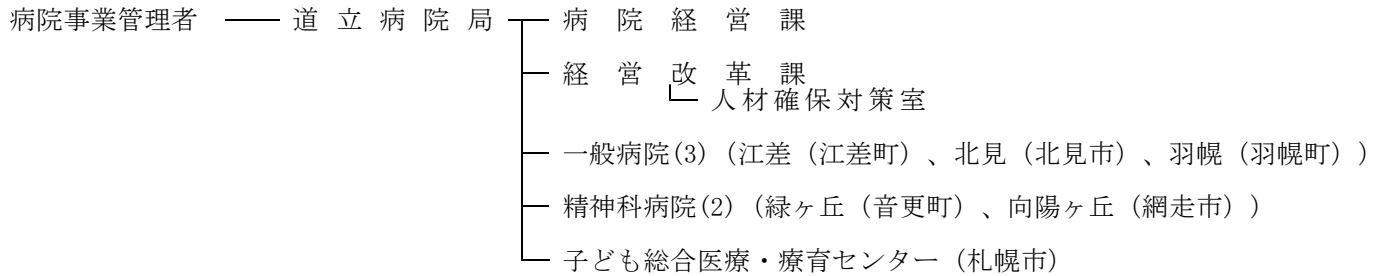 病院事業管理者 道立病院局 病院経営課
経営改革課
人材確保対策室
一般病院(3)(江差(江差町)、北見(北見市)、羽幌(羽幌町))
精神科病院(2)(緑ヶ丘(音更町)、向陽ヶ丘(網走市))
子ども総合医療・療育センター(札幌市)